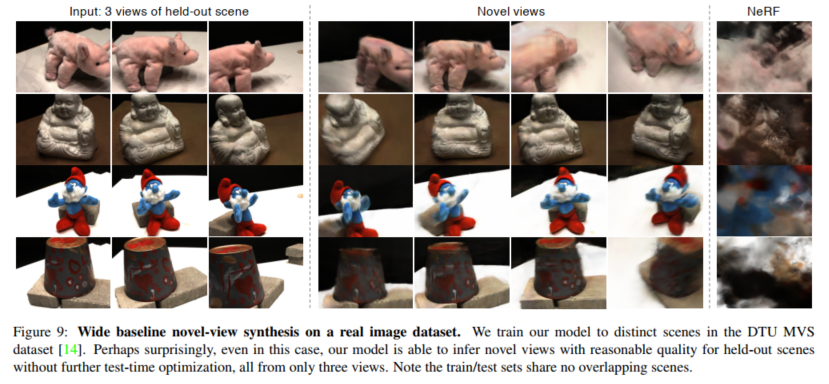 Input: 3 views of held-out scene
Novel views
NeRF
Figure 9: Wide baseline novel-view synthesis on a real image dataset. We train our model to distinct scenes in the DTU MVS
dataset [14]. Perhaps surprisingly, even in this case, our model is able to infer novel views with reasonable quality for held-out scenes
without further test-time optimization, all from only three views. Note the train/test sets share no overlapping scenes.